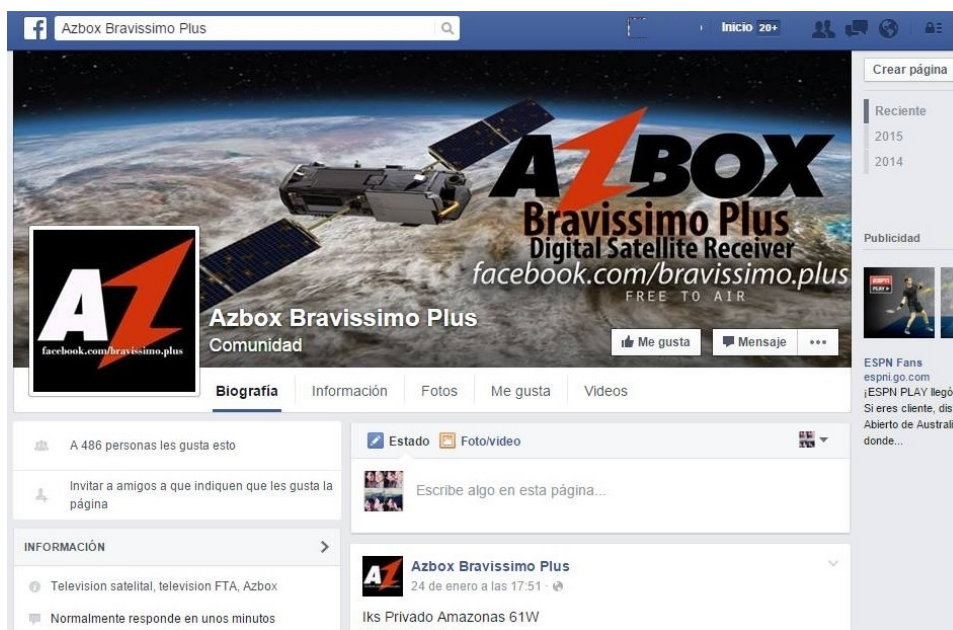 f
Azbox Bravissimo Plus
Inicio 20+
Crear página
Reciente
2015
2014
AZBOX
Bravissimo Plus
Digital Satellite Receiver
facebook.com/bravissimo.plus
FREE TO AIR
AZ
facebook.com/bravissimo.plus
Azbox Bravissimo Plus
Comunidad
Me gusta
Mensaje
Biografía
Información
Fotos
Me gusta
Videos
Publicidad
ESPN
PLAY
ESPN Fans
espni.go.com
¡ESPN PLAY llegó
Si eres cliente, dis
Abierto de Australi
donde...
A 486 personas les gusta esto
Invitar a amigos a que indiquen que les gusta la
página
INFORMACIÓN
Television satelital, television FTA, Azbox
Normalmente responde en unos minutos
Estado
Foto/video
Escribe algo en esta página...
AZ
Azbox Bravissimo Plus
24 de enero a las 17:51 ·
Iks Privado Amazonas 61W